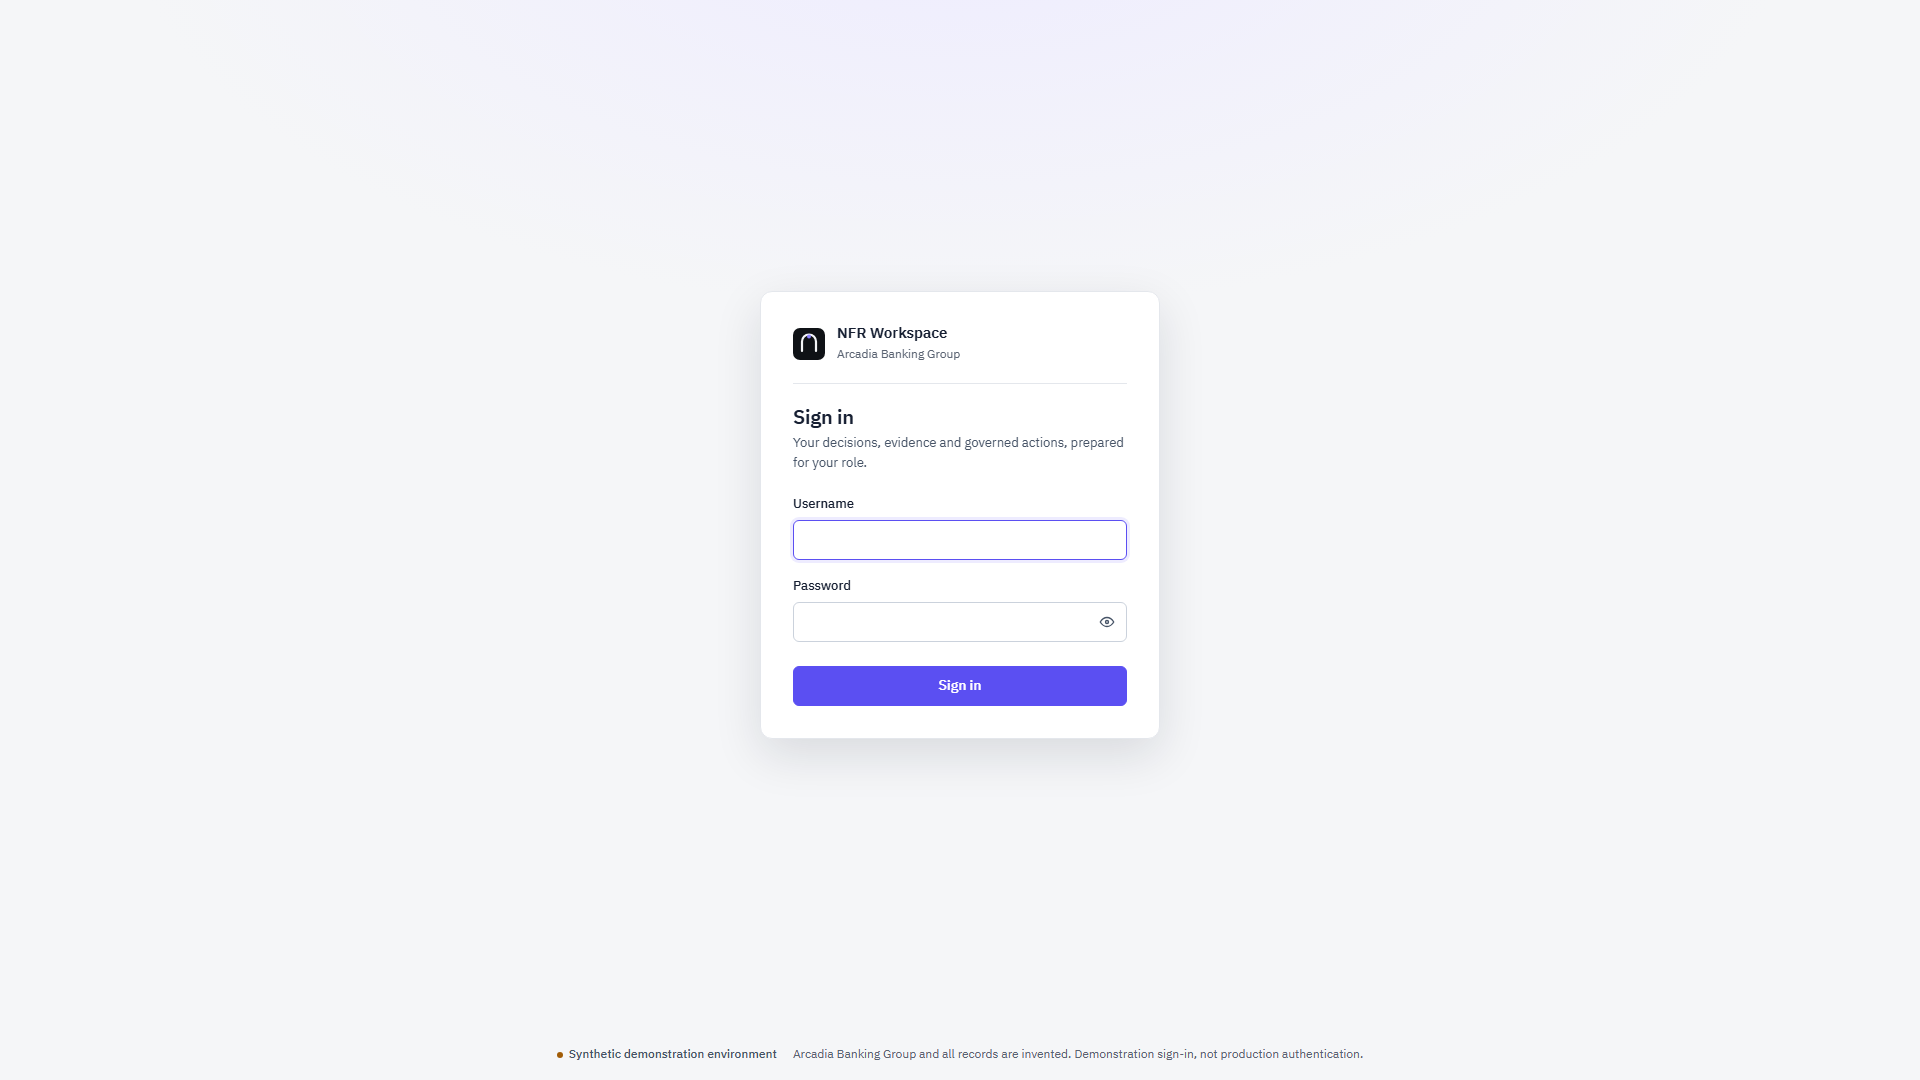 NFR Workspace
Arcadia Banking Group
Sign in
Your decisions, evidence and governed actions, prepared
for your role.
Username
Password
Sign in
Synthetic demonstration environment
Arcadia Banking Group and all records are invented. Demonstration sign-in, not production authentication.